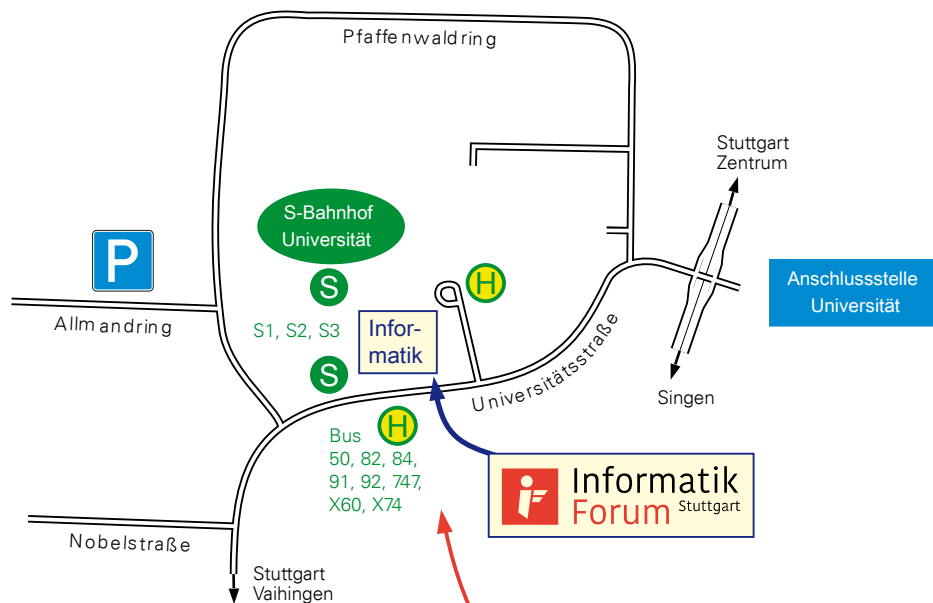 Pfaffenwaldring
Stuttgart
Zentrum
S-Bahnhof
Universität
P
S
H
Anschlussstelle
Universität
Allmandring
S1, S2, S3
Infor-
matik
S
Universitätsstraße
Singen
H
Bus
50, 82, 84,
91, 92, 747,
X60, X74
Informatik
Forum Stuttgart
Nobelstraße
Stuttgart
Vaihingen